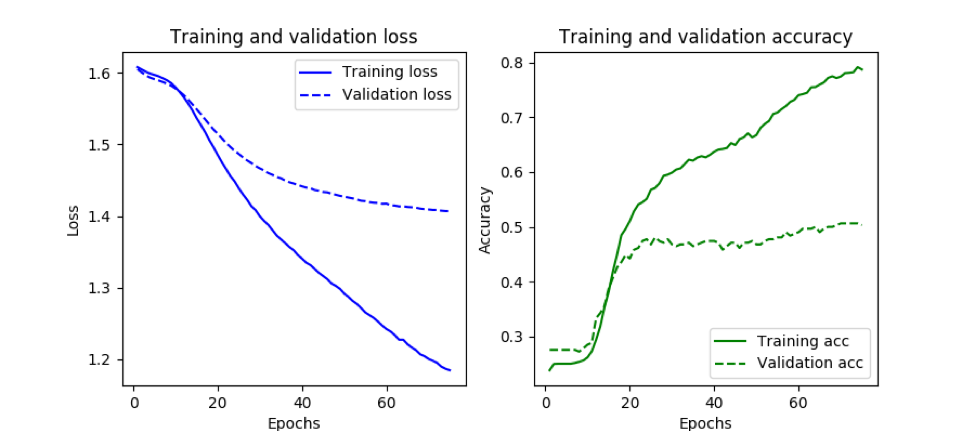 Training and validation loss
Training loss
Validation loss
1.6
1.5
1.4
1.3
1.2
Loss
0
20
40
60
Epochs
Training and validation accuracy
0.8
0.7
0.6
0.5
0.4
0.3
Accuracy
Training acc
Validation acc
0
20
40
60
Epochs